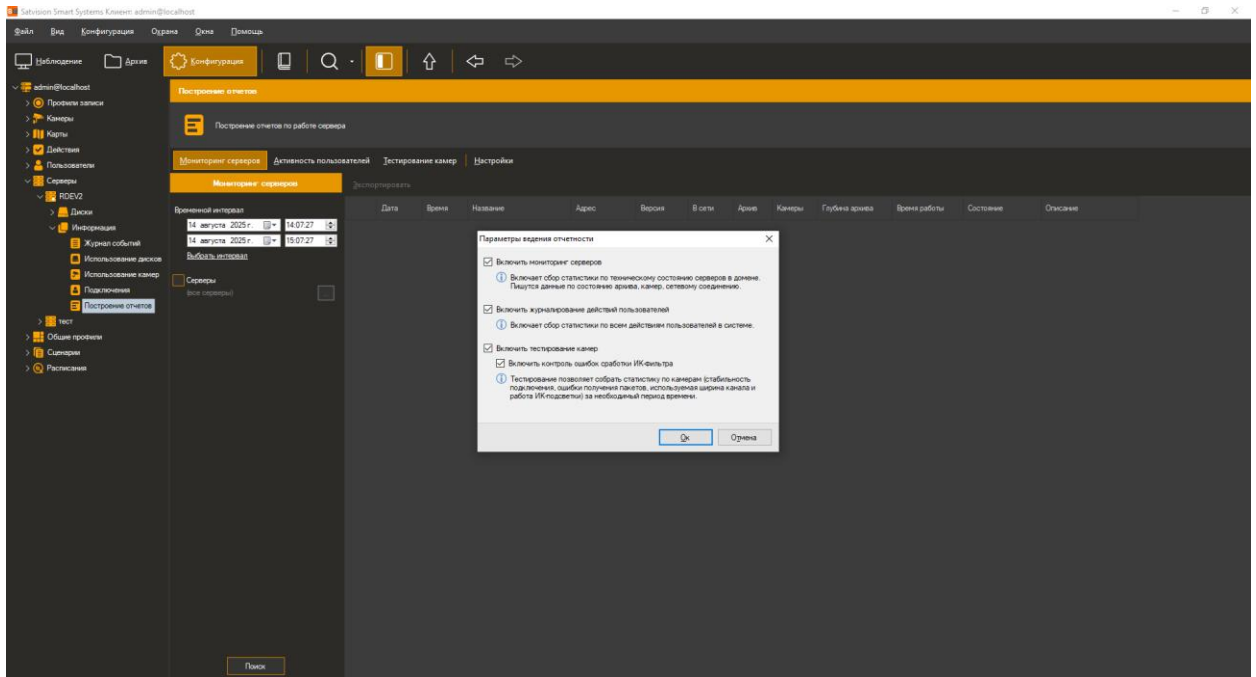 Satvision Smart Systems Клиент: admin@localhost
Файл Вид Конфигурация Охрана Окна Помощь
Наблюдение Архив Конфигурация
admin@localhost
Профили записи
Камеры
Карты
Действия
Пользователи
Серверы
RDEV2
Диски
Информация
Журнал событий
Использование дисков
Использование камер
Подключения
Построение отчетов
тест
Общие профили
Сценарии
Расписания
Построение отчетов
Построение отчетов по работе сервера
Мониторинг серверов Активность пользователей Тестирование камер Настройки
Мониторинг серверов
Экспортировать
Временной интервал
14 августа 2025 г. 14:07:27
14 августа 2025 г. 15:07:27
Выбрать интервал
Серверы
(все серверы)
...
Поиск
Дата Время Название Адрес Версия В сети Архив Камеры Глубина архива Время работы Состояние Описание
Параметры ведения отчетности
Включить мониторинг серверов
Включает сбор статистики по техническому состоянию серверов в домене.
Пишутся данные по состоянию архива, камер, сетевому соединению.
Включить журналирование действий пользователей
Включает сбор статистики по всем действиям пользователей в системе.
Включить тестирование камер
Включить контроль ошибок сработки ИК-фильтра
Тестирование позволяет собрать статистику по камерам (стабильность
подключения, ошибки получения пакетов, используемая ширина канала и
работа ИК-подсветки) за необходимый период времени.
Ок Отмена